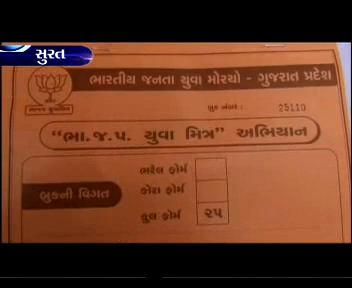 સુરત
ભારતીય જનતા યુવા મોરચો - ગુજરાત પ્રદેશ
બુક નંબર : 25110
"ભા.જ.પ. યુવા મિત્ર" અભિયાન
ભરેલ ફોર્મ
બુકની વિગત
કોરા ફોર્મ
કુલ ફોર્મ ૨૫